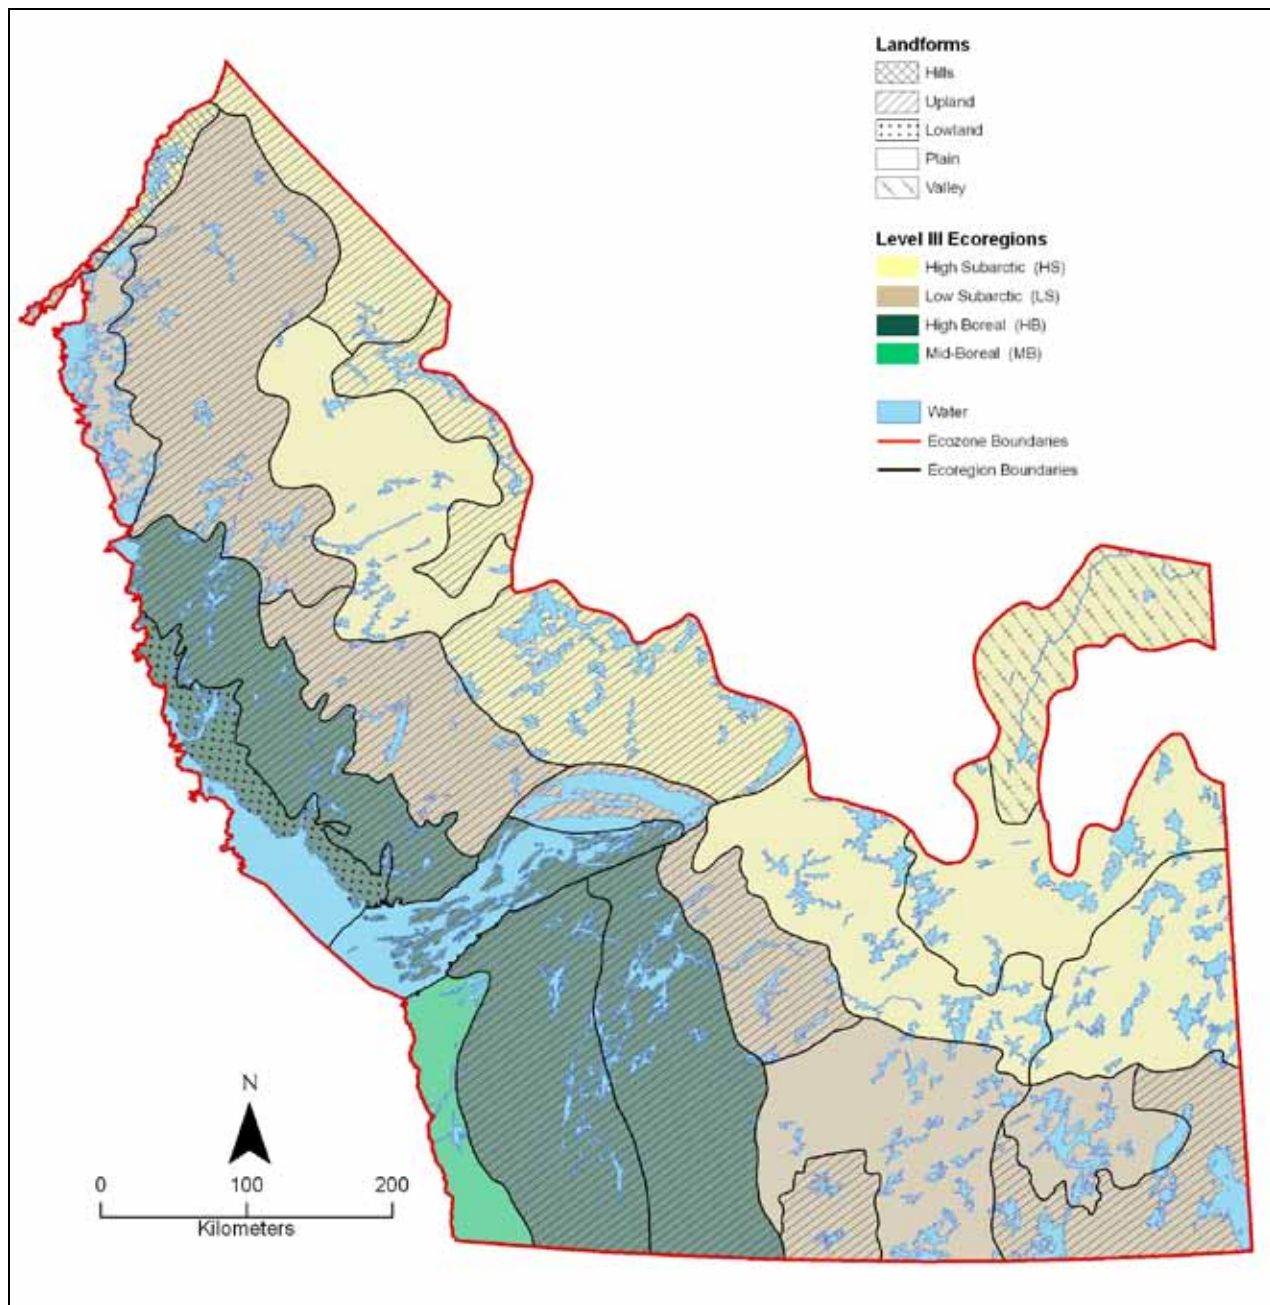 Landforms
Hills
Upland
Lowland
Plain
Valley
Level III Ecoregions
High Subarctic (HS)
Low Subarctic (LS)
High Boreal (HB)
Mid-Boreal (MB)
Water
Ecozone Boundaries
Ecoregion Boundaries
N
0 100 200
Kilometers